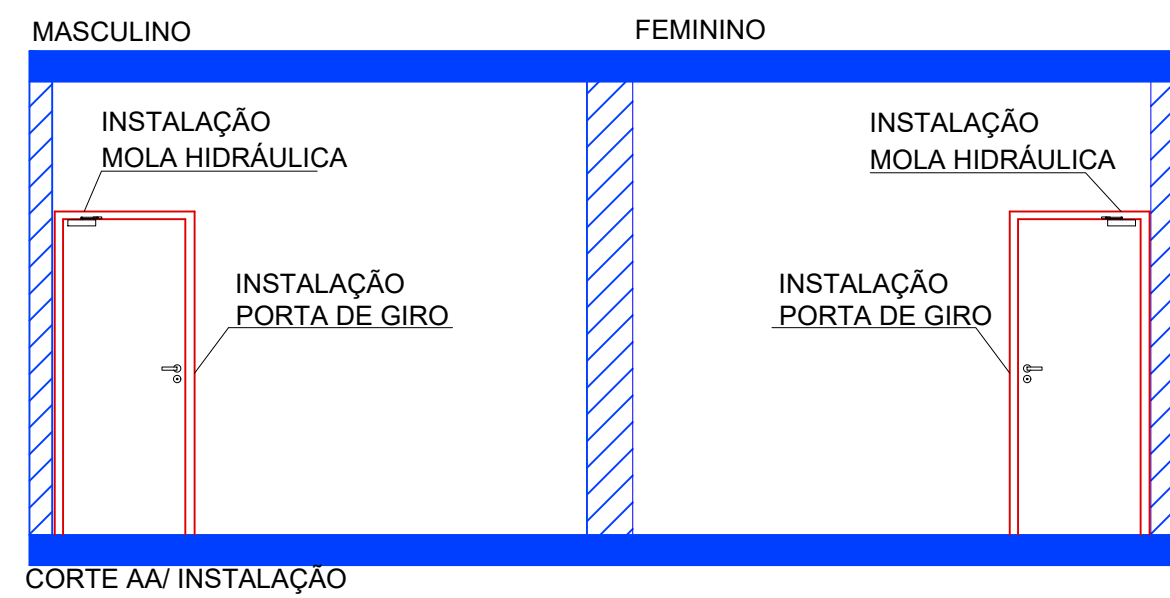 MASCULINO
FEMININO
INSTALAÇÃO
MOLA HIDRÁULICA
INSTALAÇÃO
MOLA HIDRÁULICA
INSTALAÇÃO
PORTA DE GIRO
INSTALAÇÃO
PORTA DE GIRO
CORTE AA/ INSTALAÇÃO